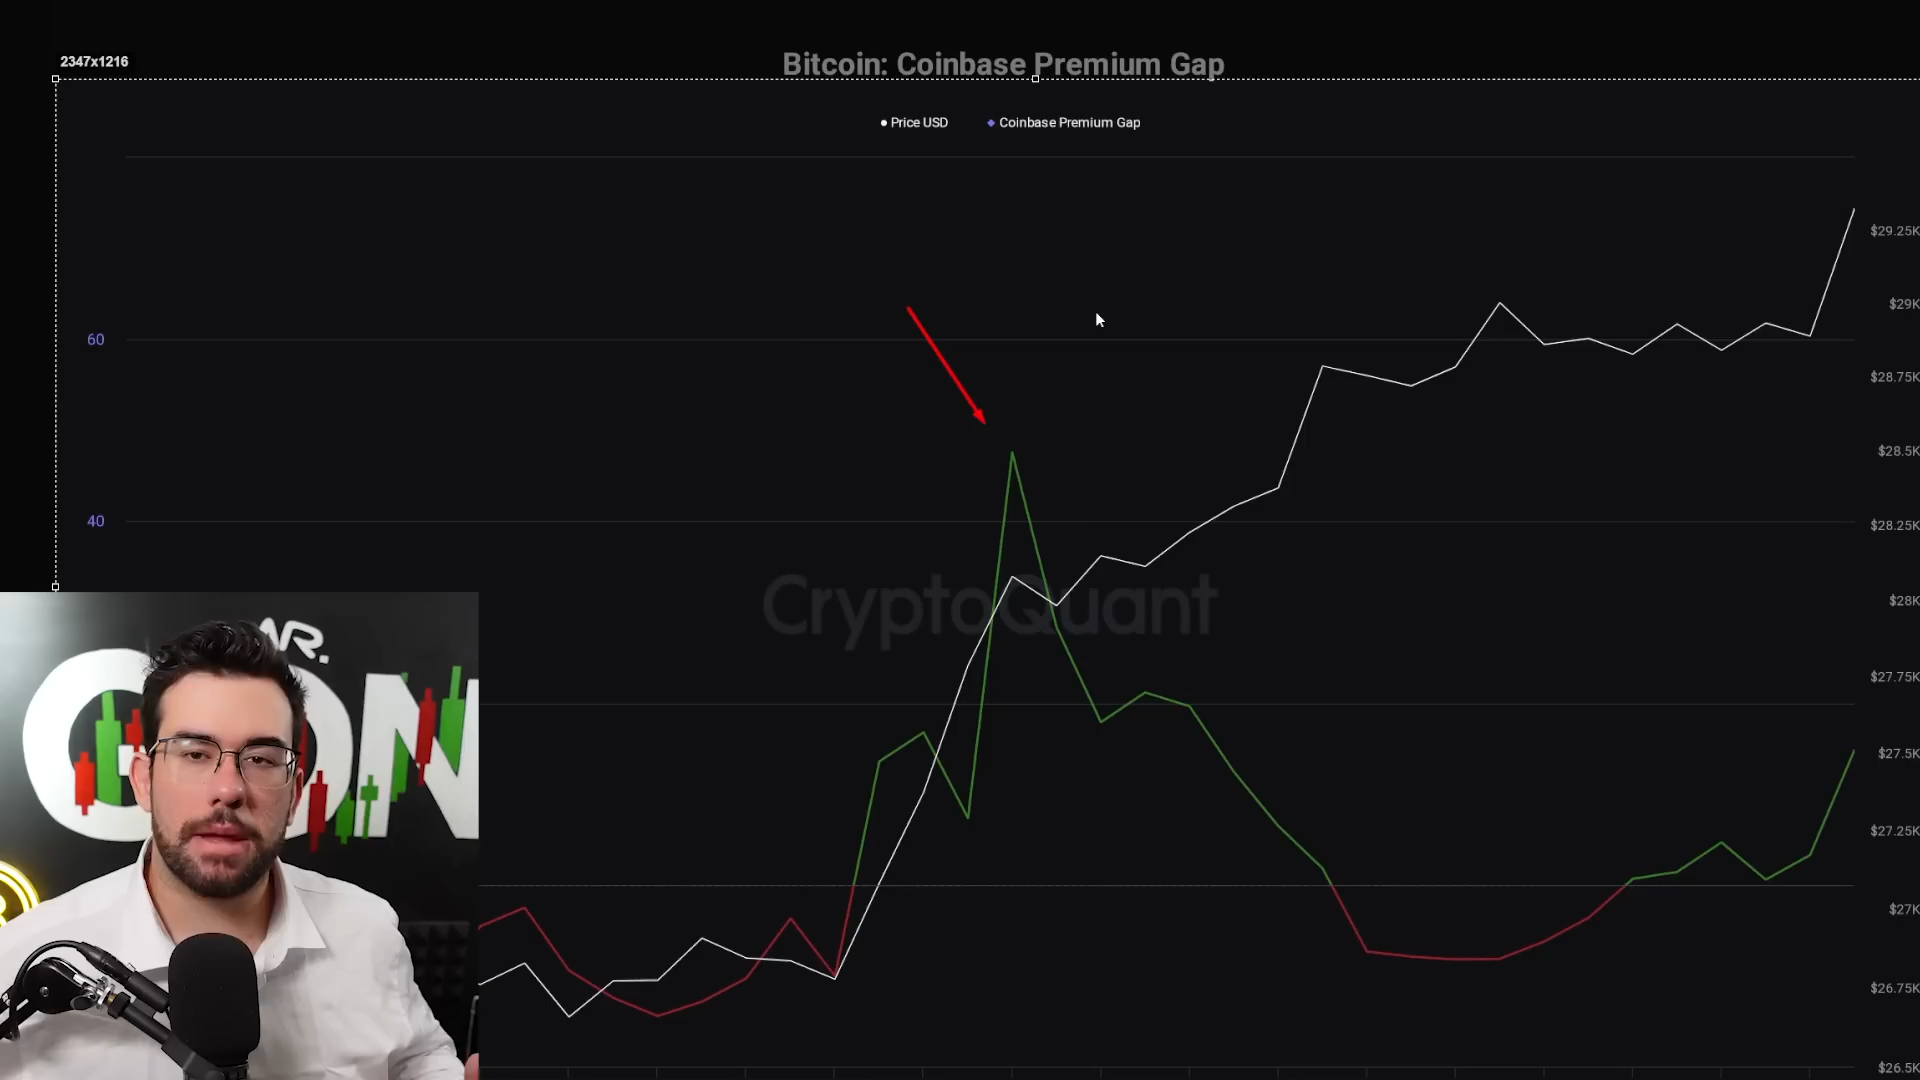 2347x1216
Bitcoin: Coinbase Premium Gap
Price USD Coinbase Premium Gap
$29.25K
60 $29K
$28.75K
$28.5K
40 $28.25K
CryptoQuant
$28K
MR.
$27.75K
$27.5K
$27.25K
$27K
$26.75K
$26.5K